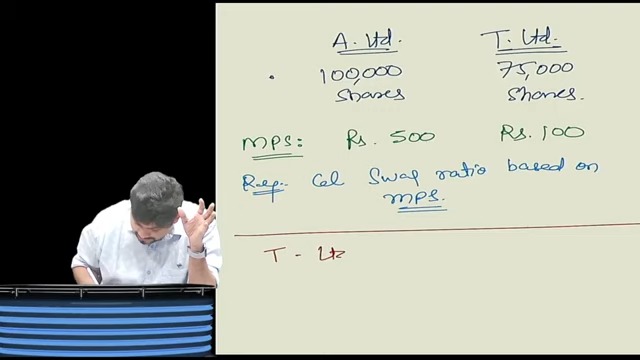 A. Ltd. T. Ltd.
100,000 75,000
Shares Shares.
MPS: Rs. 500 Rs. 100
Req:- Cal Swap ratio based on
MPS.
T - Lt